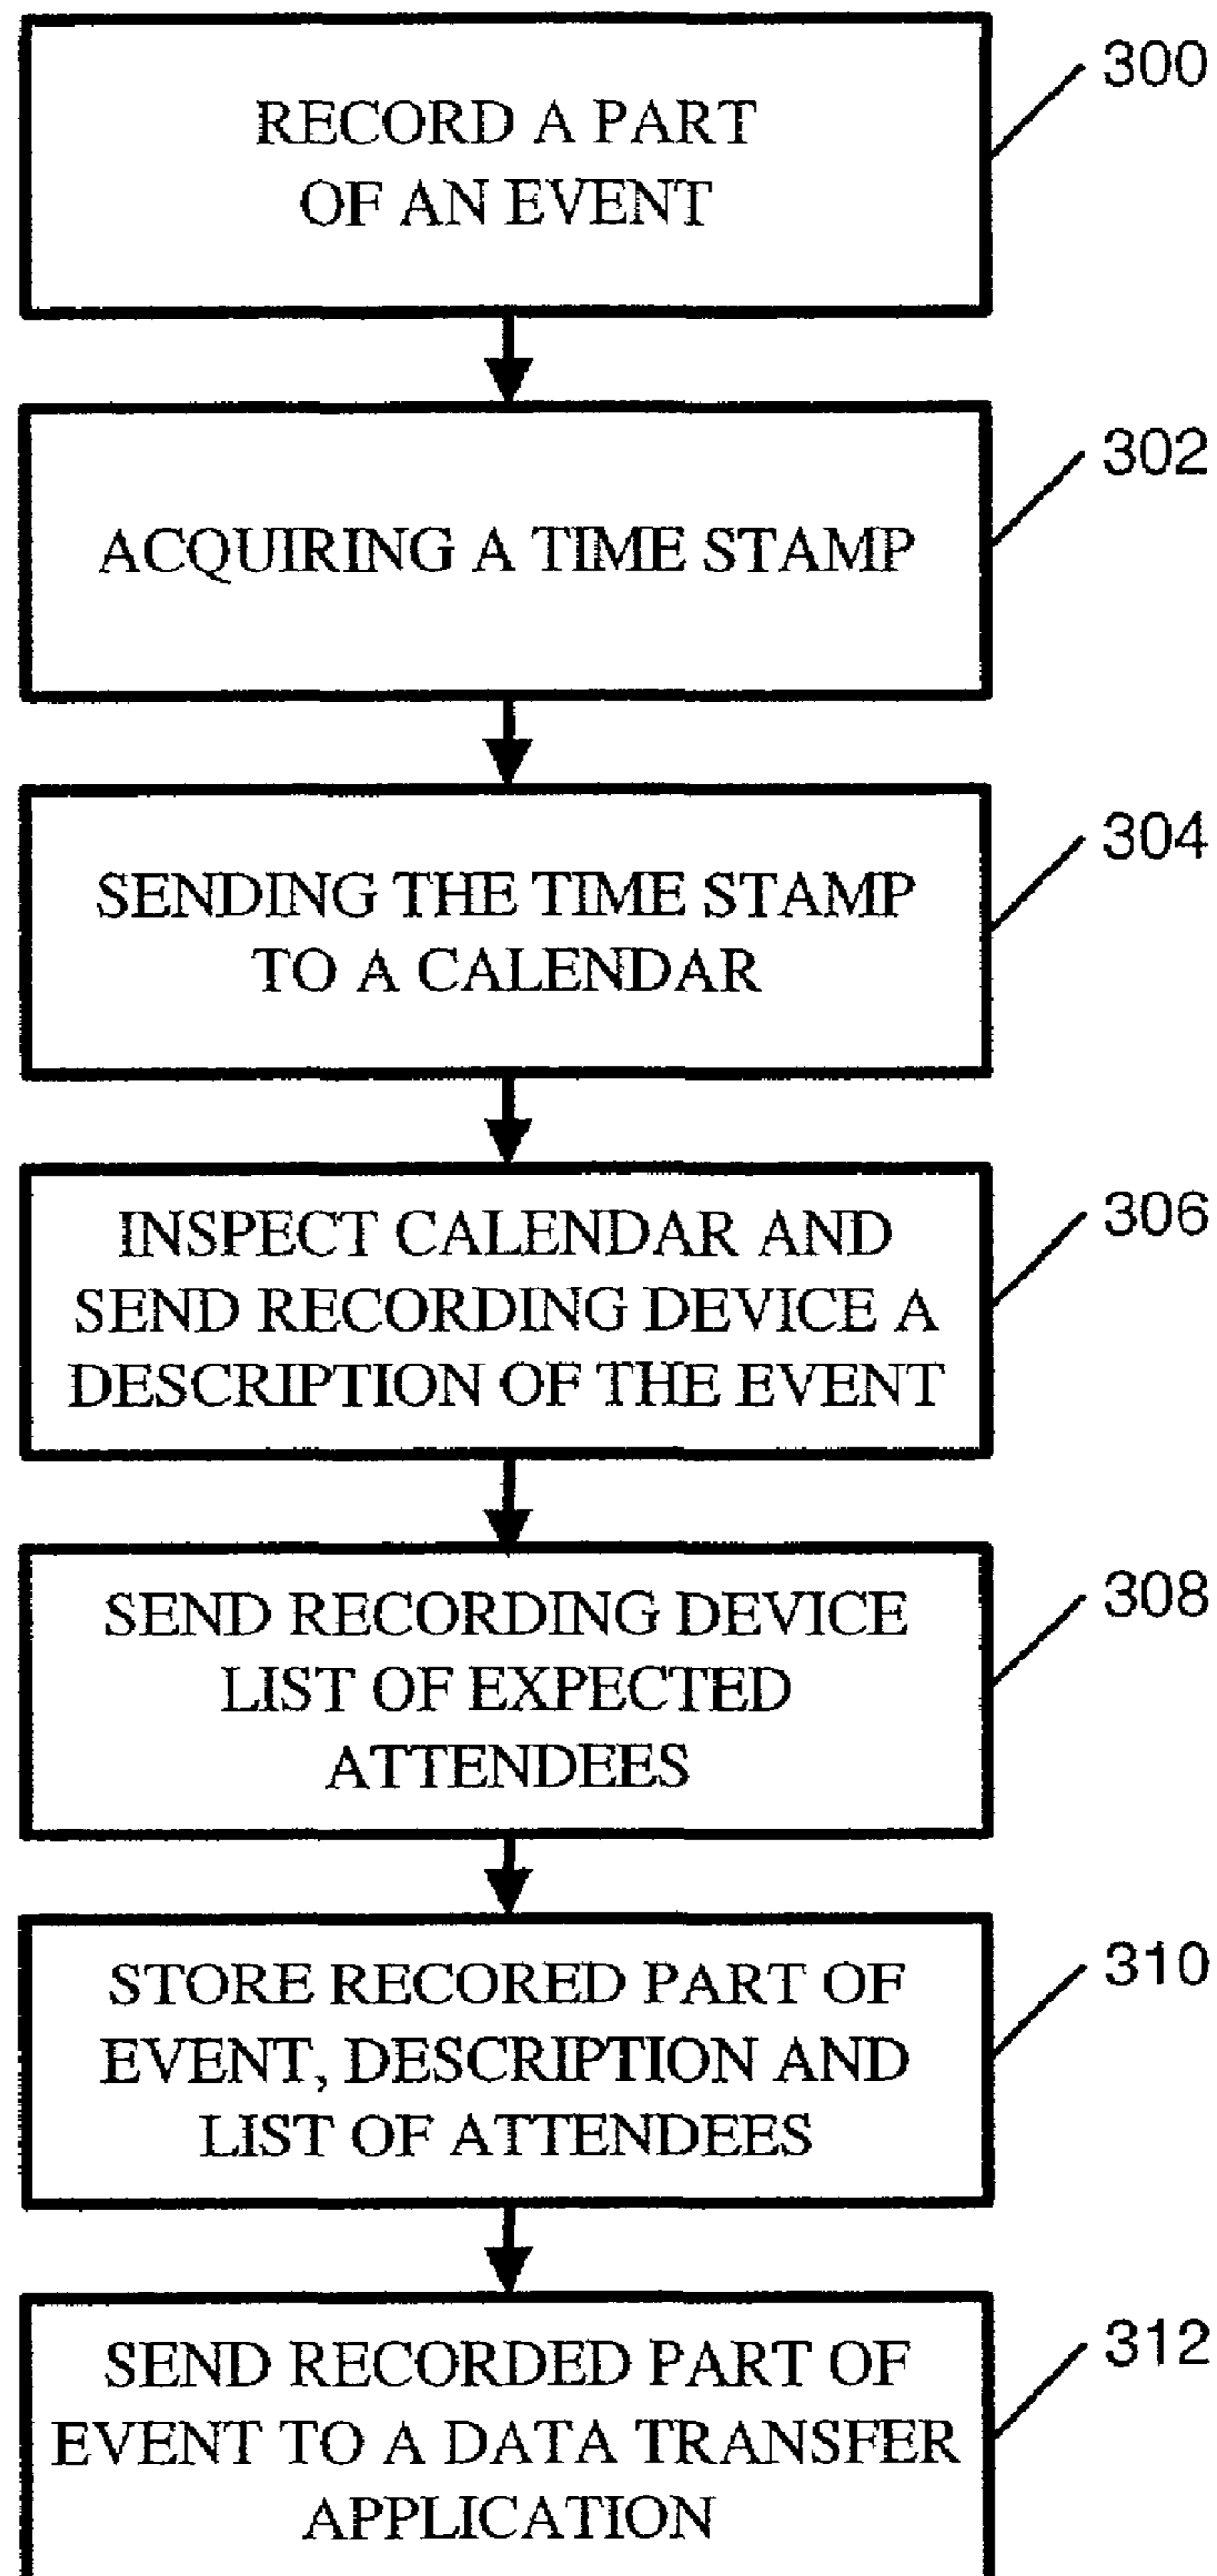 RECORD A PART
OF AN EVENT
300
ACQUIRING A TIME STAMP
302
SENDING THE TIME STAMP
TO A CALENDAR
304
INSPECT CALENDAR AND
SEND RECORDING DEVICE A
DESCRIPTION OF THE EVENT
306
SEND RECORDING DEVICE
LIST OF EXPECTED
ATTENDEES
308
STORE RECORED PART OF
EVENT, DESCRIPTION AND
LIST OF ATTENDEES
310
SEND RECORDED PART OF
EVENT TO A DATA TRANSFER
APPLICATION
312